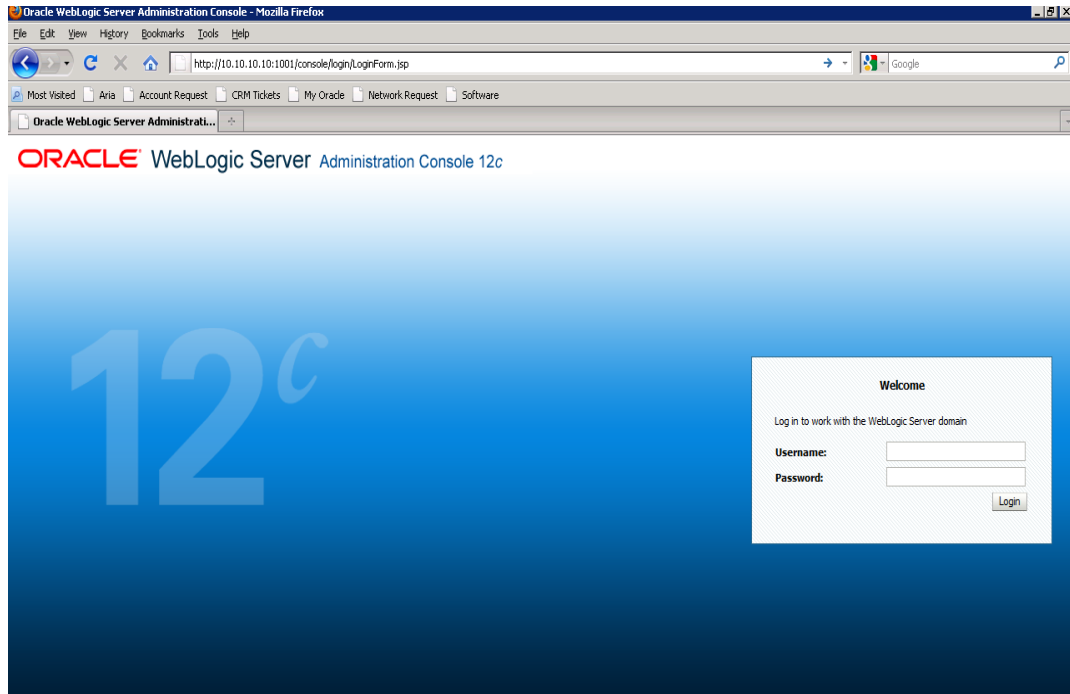 Oracle WebLogic Server Administration Console - Mozilla Firefox
File Edit View History Bookmarks Tools Help
http://10.10.10.10:1001/console/login/LoginForm.jsp Google
Most Visited Aria Account Request CRM Tickets My Oracle Network Request Software
Oracle WebLogic Server Administrati...
ORACLE WebLogic Server Administration Console 12c
12c
Welcome
Log in to work with the WebLogic Server domain
Username:
Password:
Login